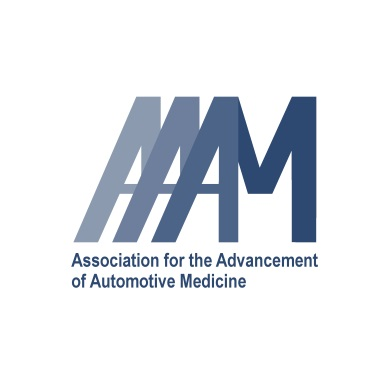 AAAM
Association for the Advancement
of Automotive Medicine